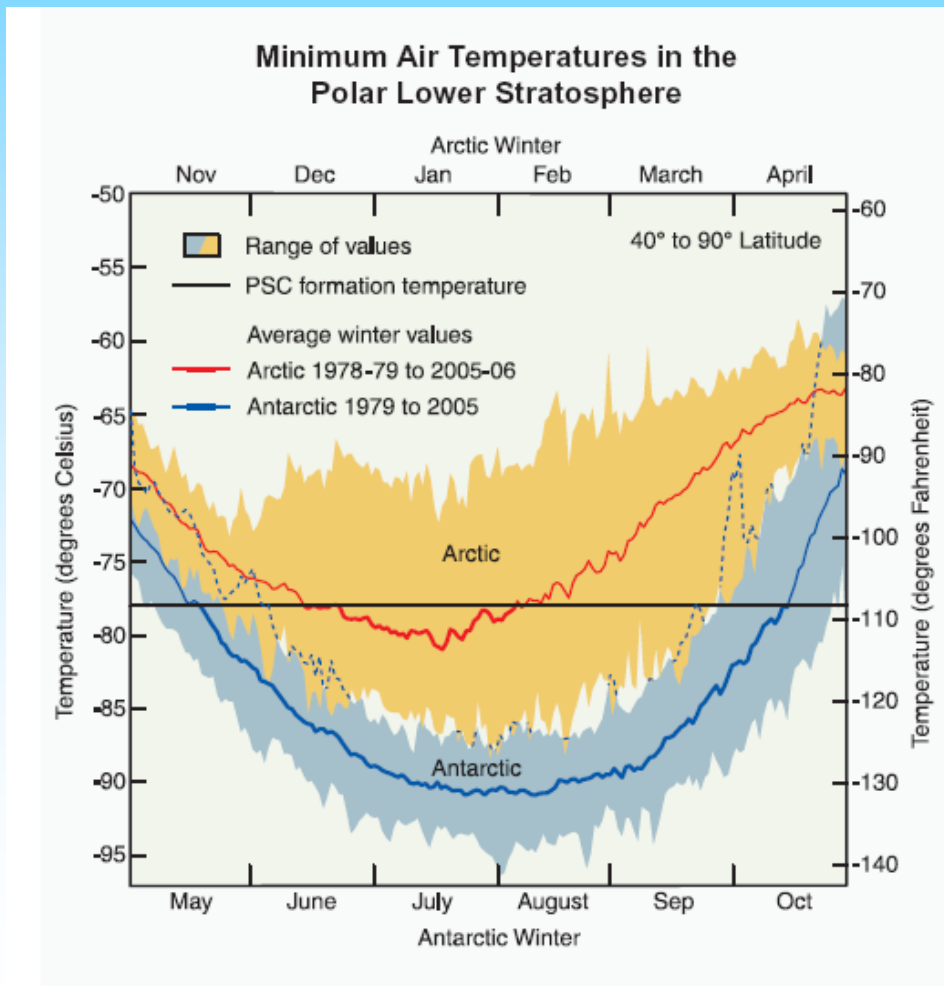 Minimum Air Temperatures in the
Polar Lower Stratosphere
Arctic Winter
Nov Dec Jan Feb March April
-50
-55
-60
-65
-70
-75
-80
-85
-90
-95
Temperature (degrees Celsius)
Range of values
40° to 90° Latitude
PSC formation temperature
Average winter values
Arctic 1978-79 to 2005-06
Antarctic 1979 to 2005
Arctic
Antarctic
-60
-70
-80
-90
-100
-110
-120
-130
-140
Temperature (degrees Fahrenheit)
May June July August Sep Oct
Antarctic Winter